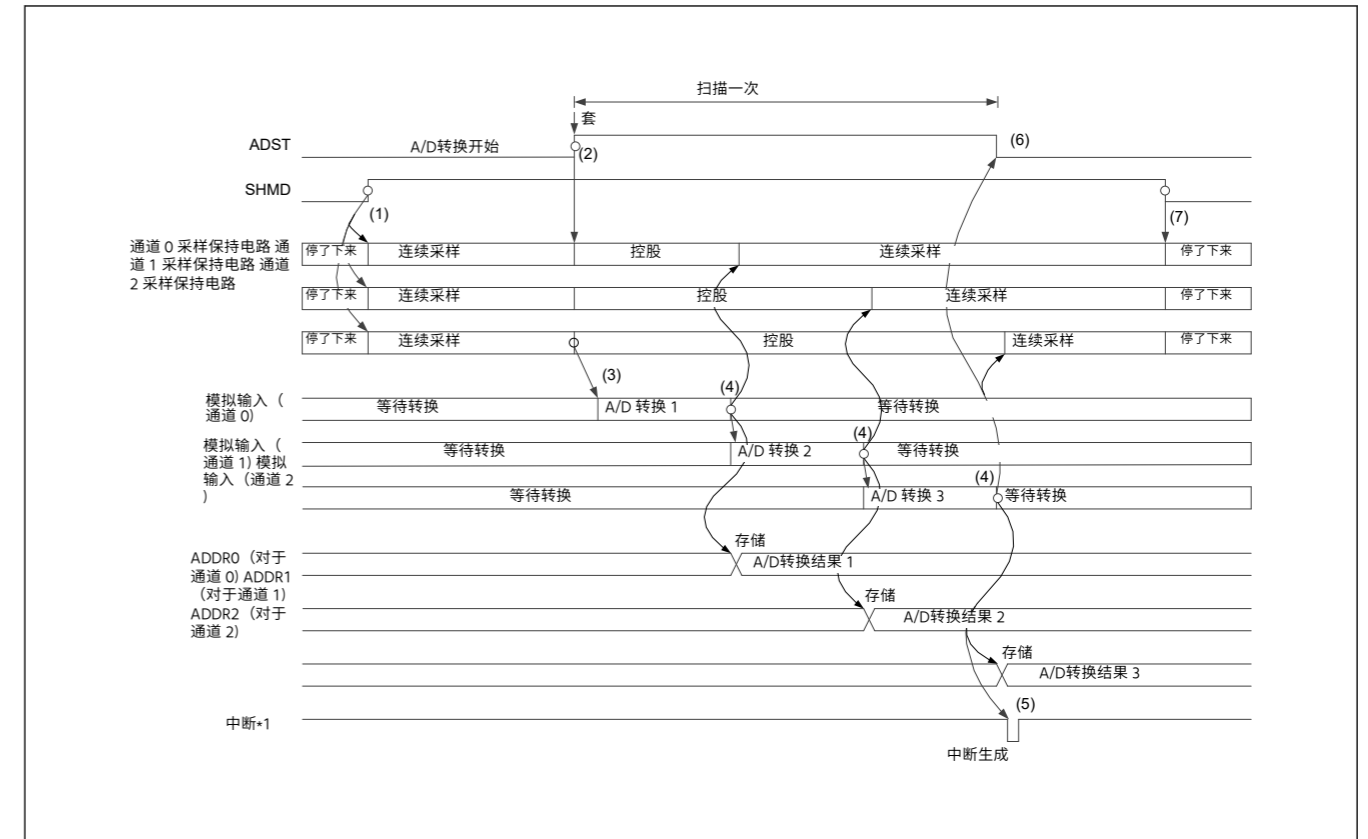 扫描一次
套
ADST
A/D转换开始
(2)
(6)
SHMD
(1)
(7)
通道 0 采样保持电路 通
道 1 采样保持电路 通道
2 采样保持电路
停了下来
连续采样
控股
连续采样
停了下来
停了下来
连续采样
控股
连续采样
停了下来
停了下来
连续采样
控股
连续采样
停了下来
(3)
模拟输入（
通道 0)
等待转换
A/D 转换 1
(4)
等待转换
模拟输入（
通道 1) 模拟
输入（通道 2
)
等待转换
A/D 转换 2
(4)
等待转换
等待转换
A/D 转换 3
(4)
等待转换
ADDR0（对于
通道 0) ADDR1
（对于通道 1)
ADDR2（对于
通道 2)
存储
A/D转换结果 1
存储
A/D转换结果 2
存储
A/D转换结果 3
中断*1
(5)
中断生成